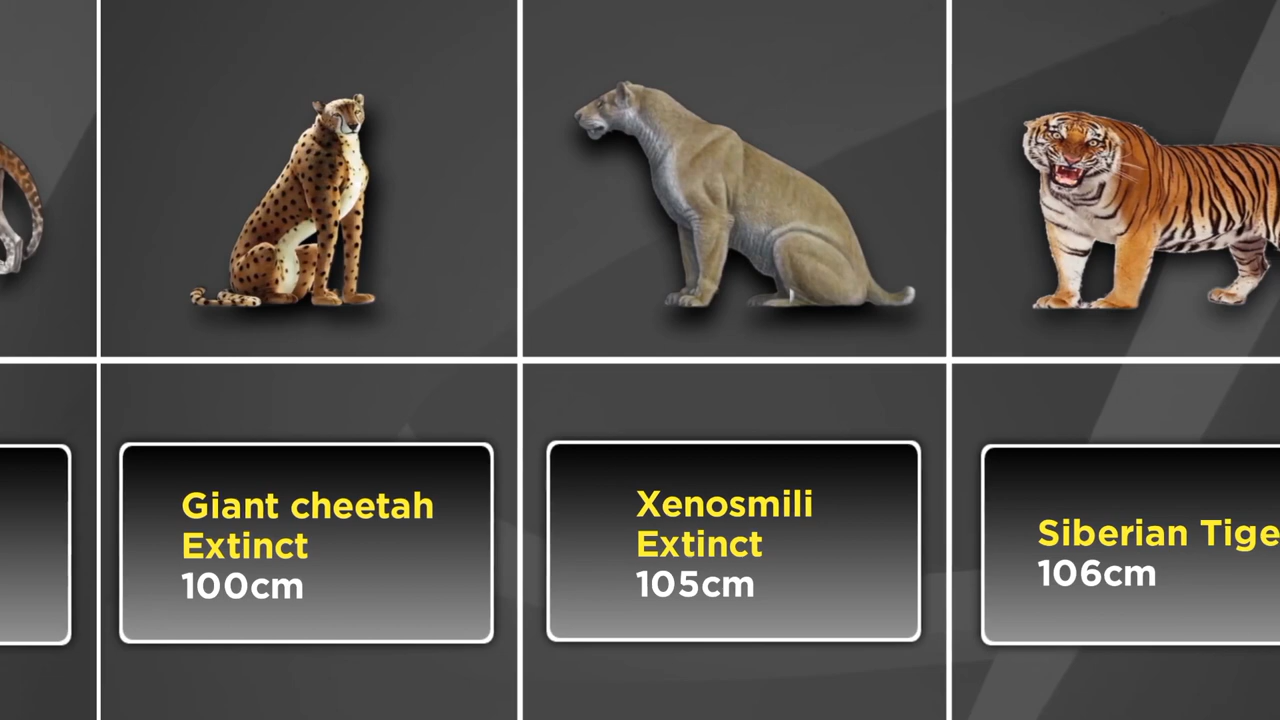 Giant cheetah
Extinct
100cm
Xenosmili
Extinct
105cm
Siberian Tige
106cm